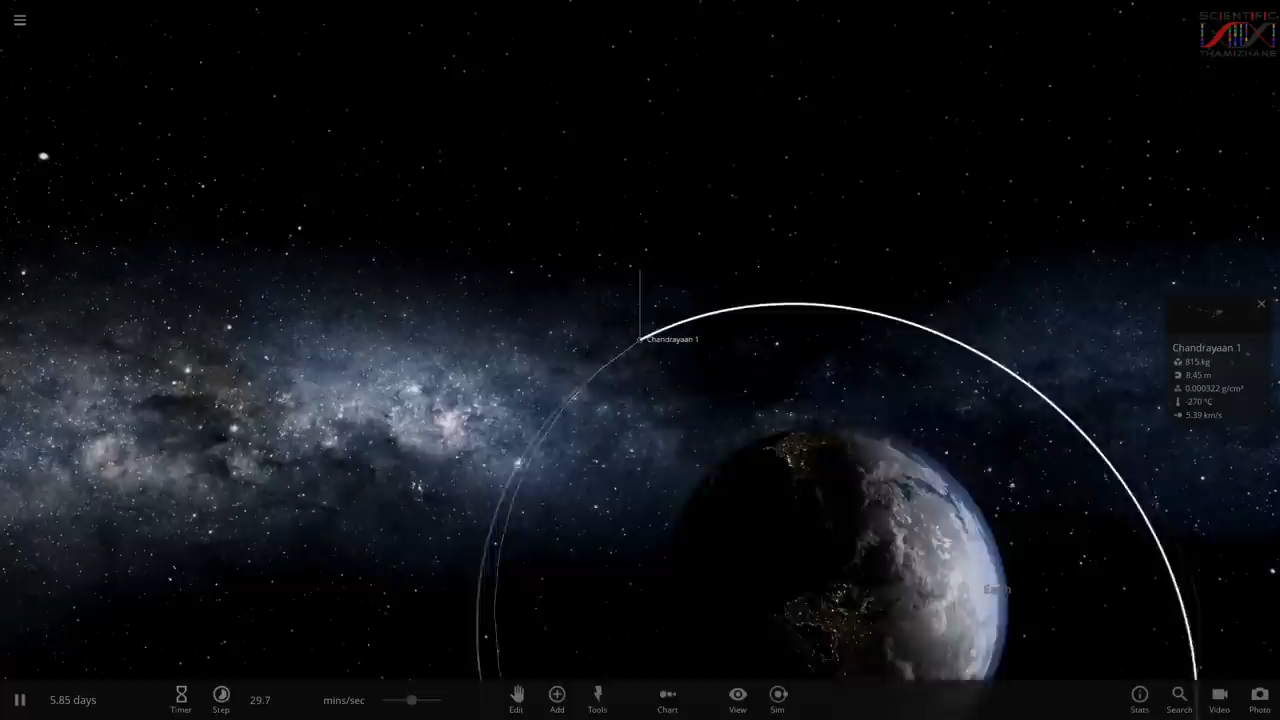 SCIENTIFIC
THAMIZHANS
Chandrayaan 1
Chandrayaan 1
815 kg
8.45 m
0.000322 g/cm³
-270 °C
5.39 km/s
Earth
5.85 days
Timer
Step
29.7
mins/sec
Edit
Add
Tools
Chart
View
Sim
Stats
Search
Video
Photo